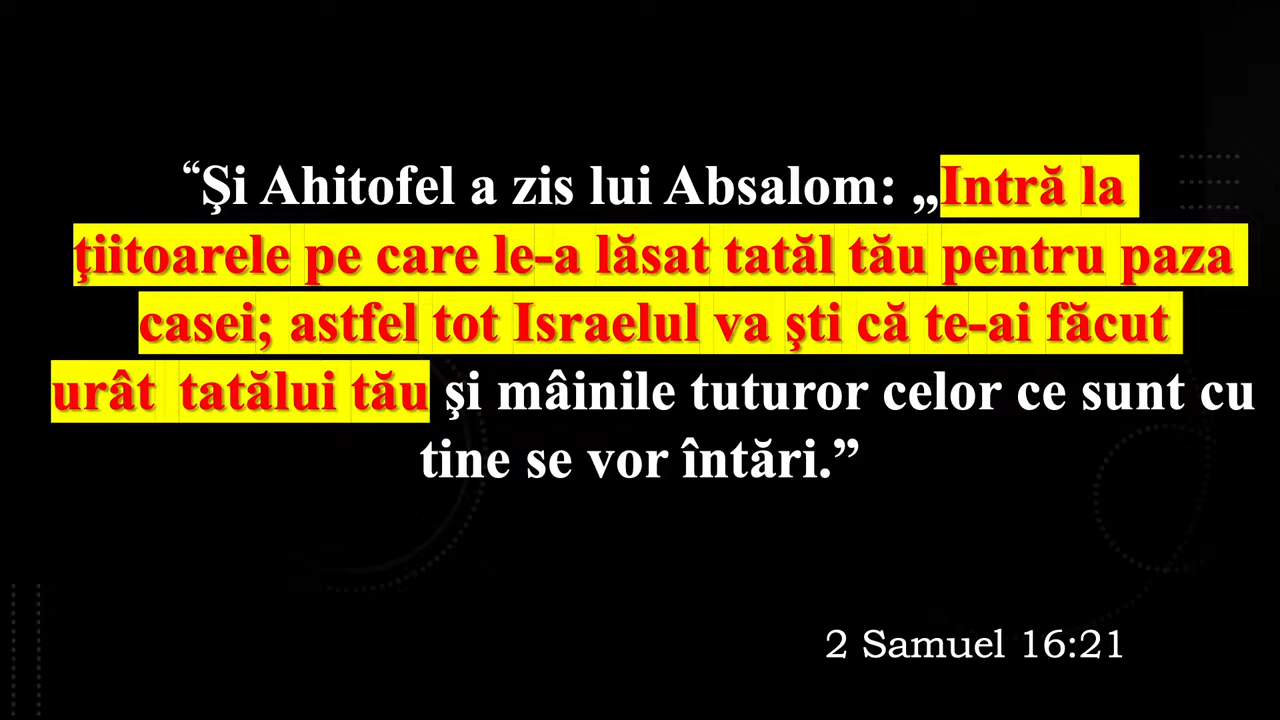 “Şi Ahitofel a zis lui Absalom: „Intră la
ţiitoarele pe care le-a lăsat tatăl tău pentru paza
casei; astfel tot Israelul va şti că te-ai făcut
urât tatălui tău şi mâinile tuturor celor ce sunt cu
tine se vor întări.”
2 Samuel 16:21